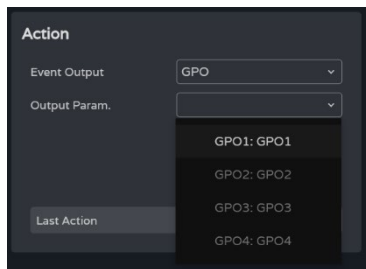 Action
Event Output GPO
Output Param.
GPO1: GPO1
GPO2: GPO2
GPO3: GPO3
Last Action
GPO4: GPO4